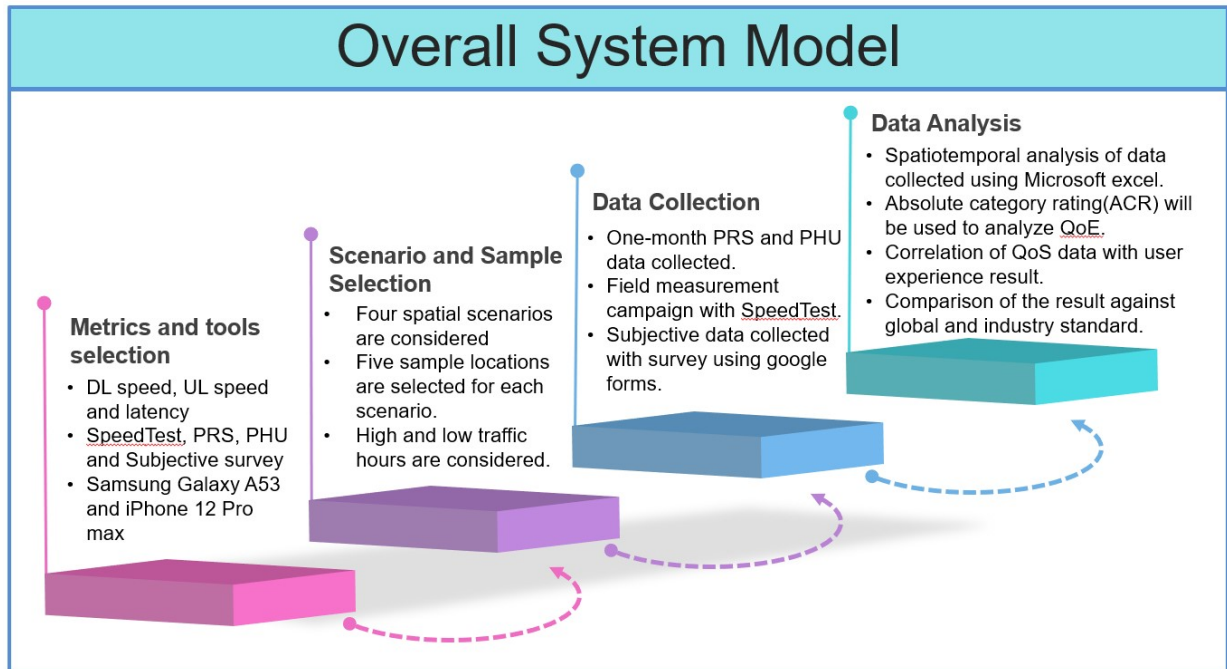 Overall System Model
Metrics and tools
selection
• DL speed, UL speed
and latency
• SpeedTest, PRS, PHU
and Subjective survey
• Samsung Galaxy A53
and iPhone 12 Pro
max
Scenario and Sample
Selection
• Four spatial scenarios
are considered
• Five sample locations
are selected for each
scenario.
• High and low traffic
hours are considered.
Data Collection
• One-month PRS and PHU
data collected.
• Field measurement
campaign with SpeedTest.
• Subjective data collected
with survey using google
forms.
Data Analysis
• Spatiotemporal analysis of data
collected using Microsoft excel.
• Absolute category rating(ACR) will
be used to analyze QoE.
• Correlation of QoS data with user
experience result.
• Comparison of the result against
global and industry standard.